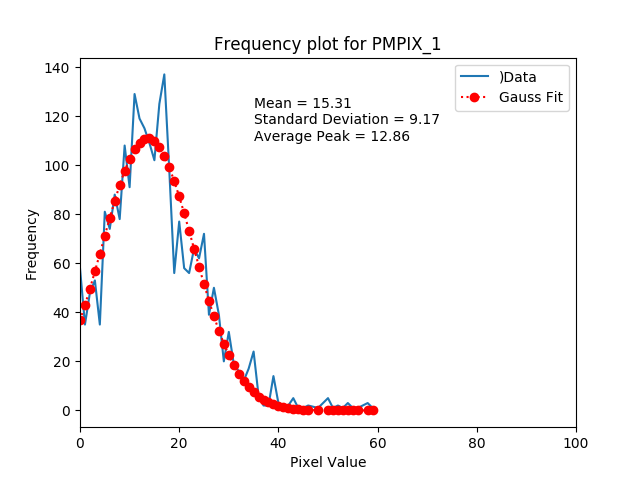 Frequency plot for PMPIX_1
)Data
Gauss Fit
Mean = 15.31
Standard Deviation = 9.17
Average Peak = 12.86
Frequency
140
120
100
80
60
40
20
0
0 20 40 60 80 100
Pixel Value